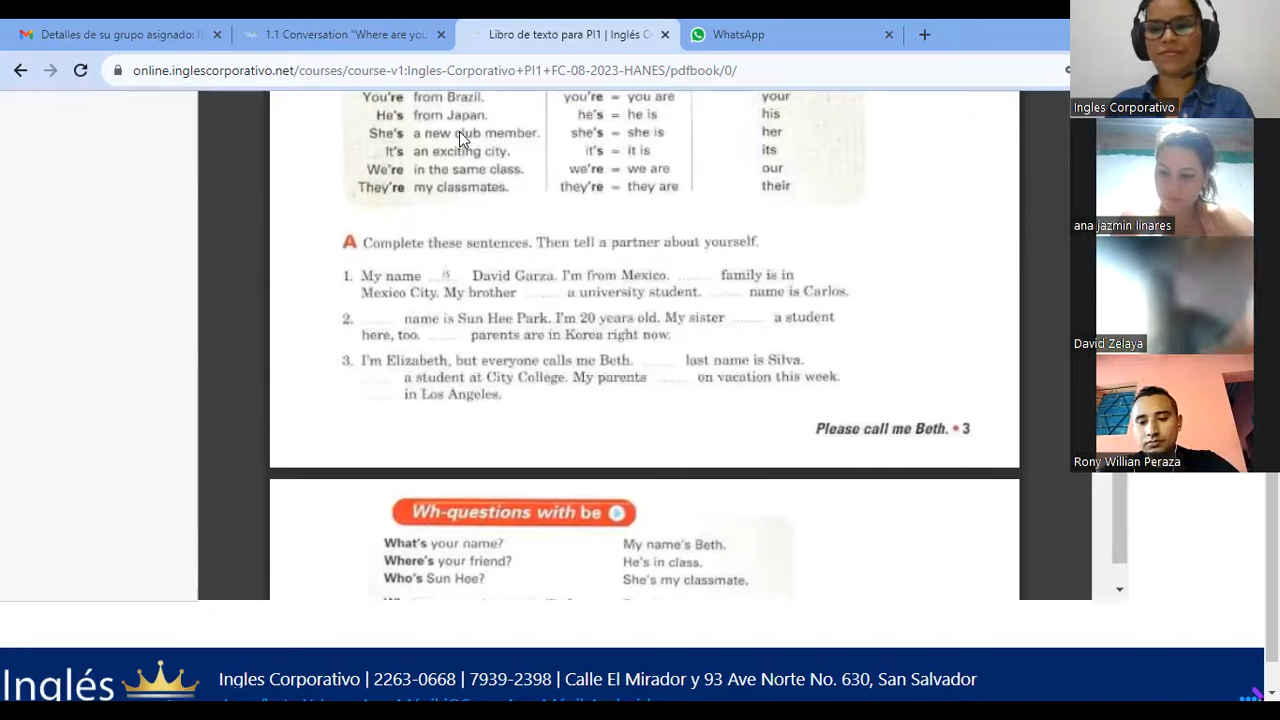 Detalles de su grupo asignado: I
1.1 Conversation "Where are you
Libro de texto para PI1 | Inglés C
WhatsApp
online.inglescorporativo.net/courses/course-v1:Ingles-Corporativo+PI1+FC-08-2023-HANES/pdfbook/0/
You're from Brazil. you're = you are your
He's from Japan. he's = he is his
She's a new club member. she's = she is her
It's an exciting city. it's = it is its
We're in the same class. we're = we are our
They're my classmates. they're = they are their
A Complete these sentences. Then tell a partner about yourself.
1. My name is David Garza. I'm from Mexico. ........ family is in
Mexico City. My brother ........ a university student. ........ name is Carlos.
2. ........ name is Sun Hee Park. I'm 20 years old. My sister ........ a student
here, too. ........ parents are in Korea right now.
3. I'm Elizabeth, but everyone calls me Beth. ........ last name is Silva.
........ a student at City College. My parents ........ on vacation this week.
........ in Los Angeles.
Please call me Beth. • 3
Wh-questions with be
What's your name? My name's Beth.
Where's your friend? He's in class.
Who's Sun Hee? She's my classmate.
Ingles Corporativo
ana jazmin linares
David Zelaya
Rony Willian Peraza
Inglés
Ingles Corporativo | 2263-0668 | 7939-2398 | Calle El Mirador y 93 Ave Norte No. 630, San Salvador